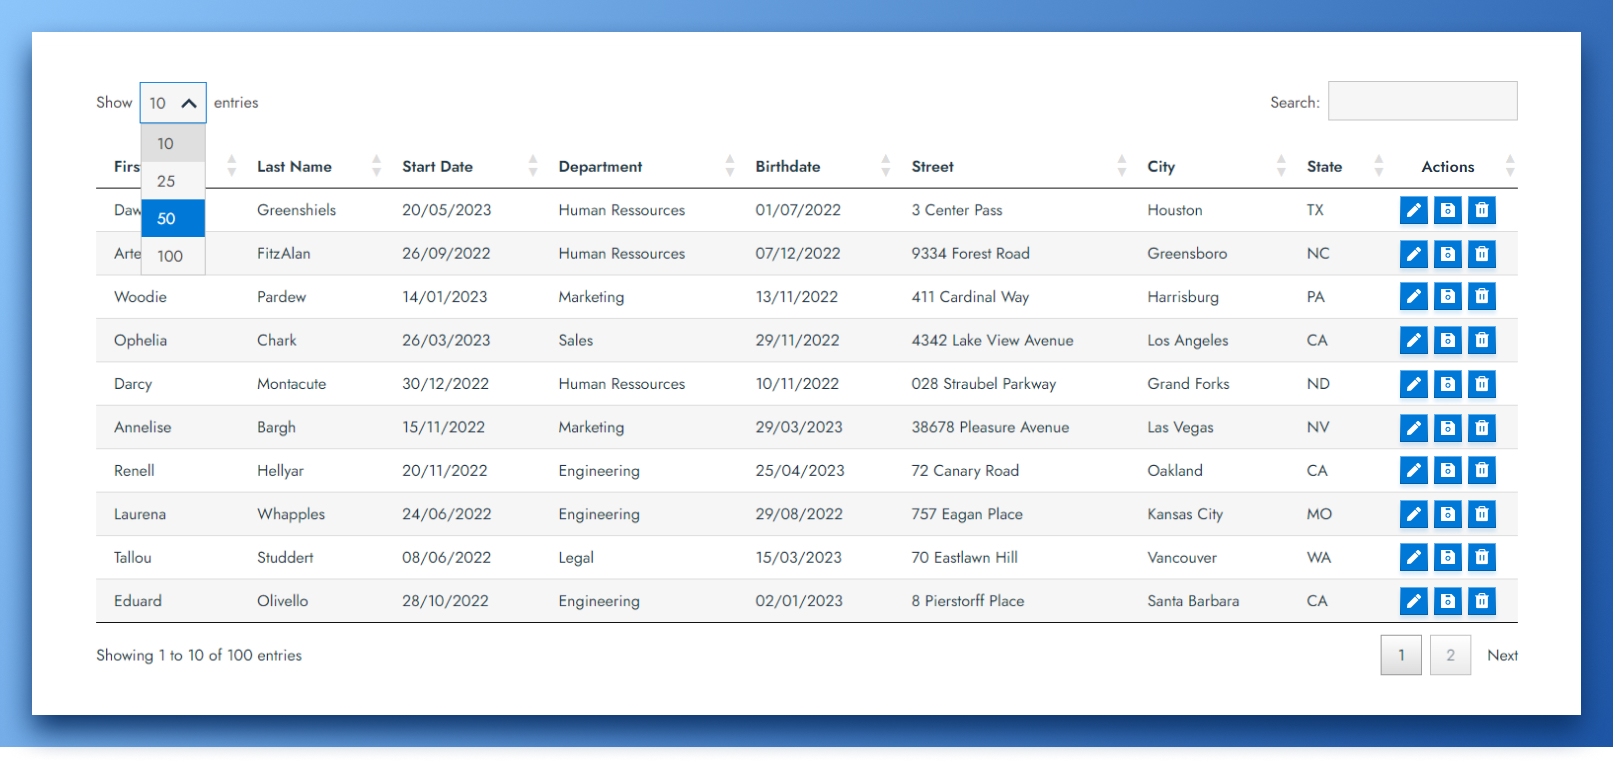 Show 10 entries Search:
10
First Last Name Start Date Department Birthdate Street City State Actions
25
Daw Greenshiels 20/05/2023 Human Ressources 01/07/2022 3 Center Pass Houston TX
50
Arte FitzAlan 26/09/2022 Human Ressources 07/12/2022 9334 Forest Road Greensboro NC
100
Woodie Pardew 14/01/2023 Marketing 13/11/2022 411 Cardinal Way Harrisburg PA
Ophelia Chark 26/03/2023 Sales 29/11/2022 4342 Lake View Avenue Los Angeles CA
Darcy Montacute 30/12/2022 Human Ressources 10/11/2022 028 Straubel Parkway Grand Forks ND
Annelise Bargh 15/11/2022 Marketing 29/03/2023 38678 Pleasure Avenue Las Vegas NV
Renell Hellyar 20/11/2022 Engineering 25/04/2023 72 Canary Road Oakland CA
Laurena Whapples 24/06/2022 Engineering 29/08/2022 757 Eagan Place Kansas City MO
Tallou Studdert 08/06/2022 Legal 15/03/2023 70 Eastlawn Hill Vancouver WA
Eduard Olivello 28/10/2022 Engineering 02/01/2023 8 Pierstorff Place Santa Barbara CA
Showing 1 to 10 of 100 entries 1 2 Next